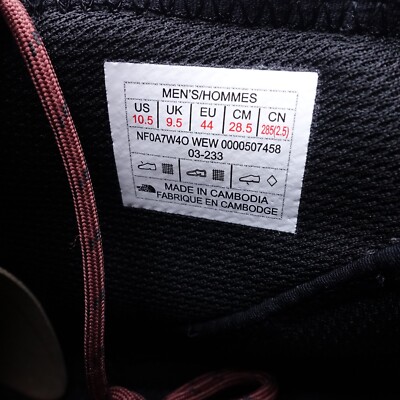 MEN'S/HOMMES
US UK EU CM CN
10.5 9.5 44 28.5 285(2.5)
NF0A7W4O WEW 0000507458
03-233
MADE IN CAMBODIA
FABRIQUE EN CAMBODGE